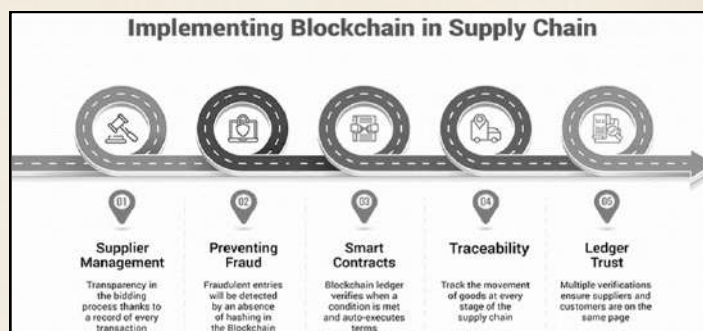 Implementing Blockchain in Supply Chain
01
Supplier
Management
Transparency in
the bidding
process thanks to
a record of every
transaction
02
Preventing
Fraud
Fraudulent entries
will be detected
by an absence
of hashing in
the Blockchain
03
Smart
Contracts
Blockchain ledger
verifies when a
condition is met
and auto-executes
terms
04
Traceability
Track the movement
of goods at every
stage of the
supply chain
05
Ledger
Trust
Multiple verifications
ensure suppliers and
customers are on the
same page